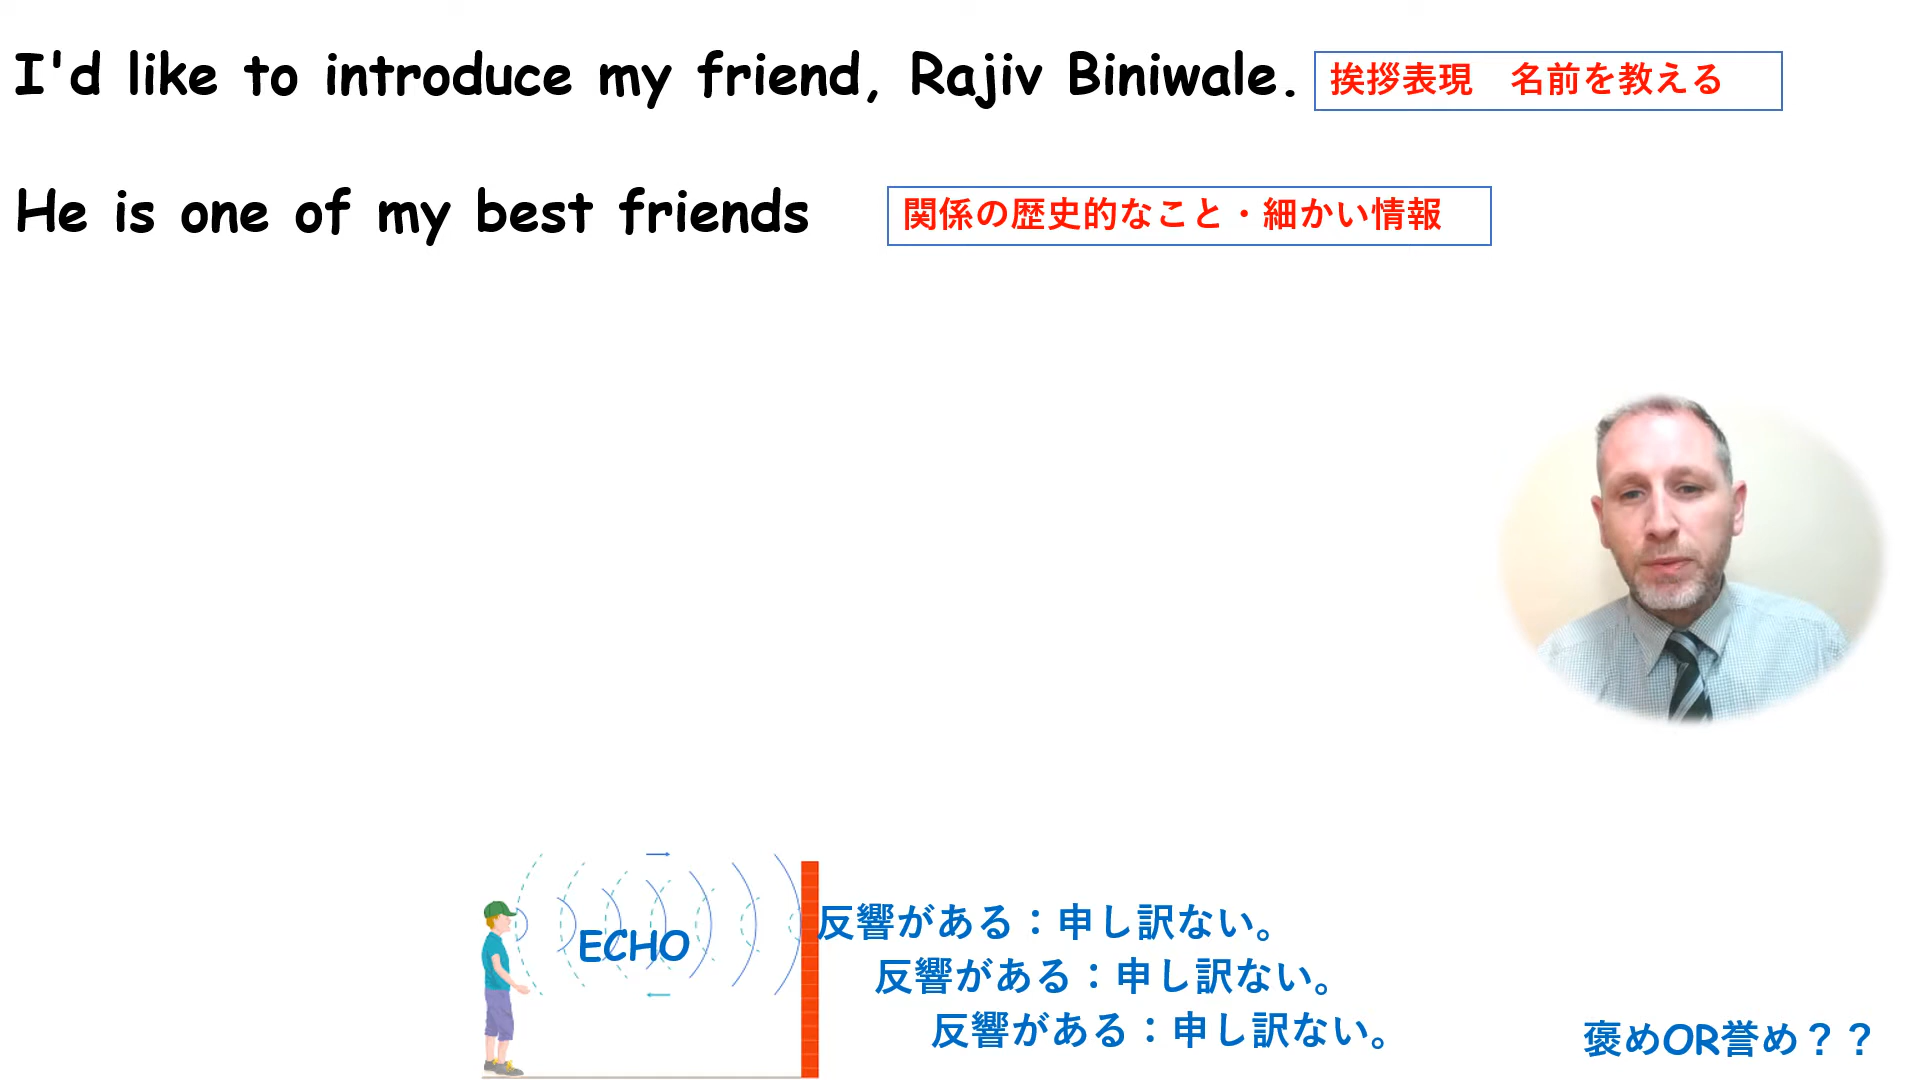 I'd like to introduce my friend, Rajiv Biniwale.
挨拶表現　名前を教える
He is one of my best friends
関係の歴史的なこと・細かい情報
ECHO
反響がある：申し訳ない。
反響がある：申し訳ない。
反響がある：申し訳ない。
褒めOR誉め？？